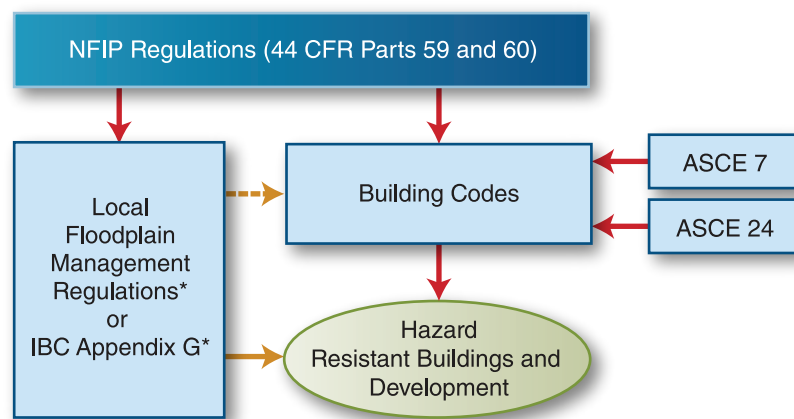 NFIP Regulations (44 CFR Parts 59 and 60)
Local
Floodplain
Management
Regulations*
or
IBC Appendix G*
Building Codes
ASCE 7
ASCE 24
Hazard
Resistant Buildings and
Development